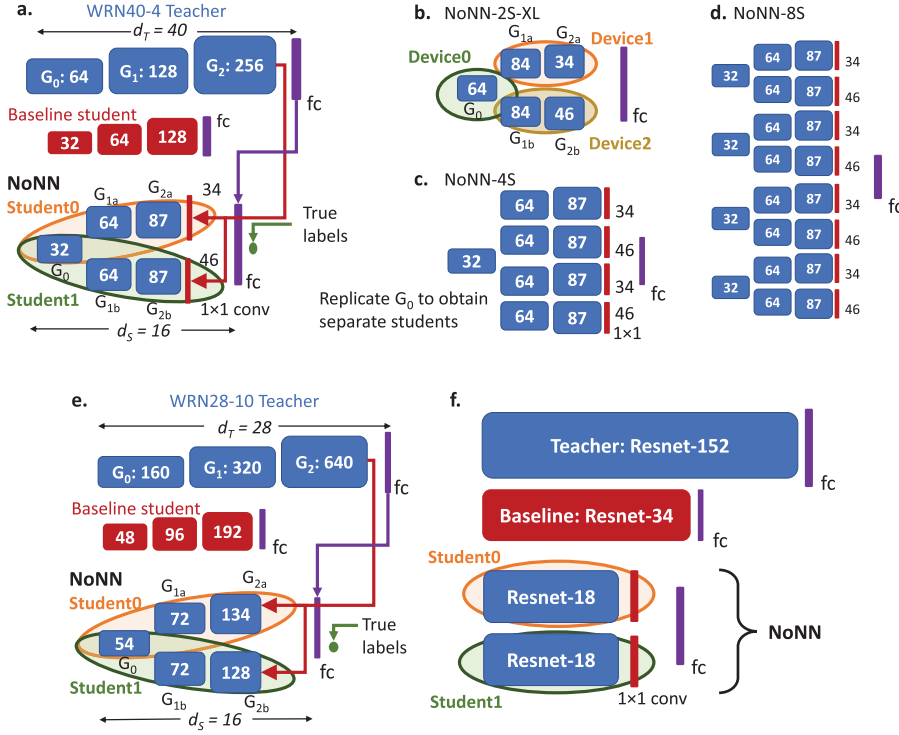 a.
WRN40-4 Teacher
d_T = 40
G₀: 64
G₁: 128
G₂: 256
fc
Baseline student
32
64
128
fc
NoNN
Student0
G₁ₐ
G₂ₐ
34
64
87
32
G₀
46
64
87
Student1
G₁b
G₂b
1×1 conv
fc
True
labels
d_S = 16
b.
NoNN-2S-XL
G₁ₐ
G₂ₐ
Device1
Device0
84
34
64
G₀
84
46
fc
G₁b
G₂b
Device2
c.
NoNN-4S
64
87
34
64
87
46
32
64
87
34
fc
64
87
46
1×1
Replicate G₀ to obtain
separate students
d.
NoNN-8S
32
64
87
34
64
87
46
32
64
87
34
64
87
46
fc
32
64
87
34
64
87
46
32
64
87
34
64
87
46
e.
WRN28-10 Teacher
d_T = 28
G₀: 160
G₁: 320
G₂: 640
fc
Baseline student
48
96
192
fc
NoNN
Student0
G₁ₐ
G₂ₐ
72
134
54
G₀
72
128
Student1
G₁b
G₂b
fc
True
labels
d_S = 16
f.
Teacher: Resnet-152
fc
Baseline: Resnet-34
fc
Student0
Resnet-18
Resnet-18
fc
Student1
1×1 conv
NoNN